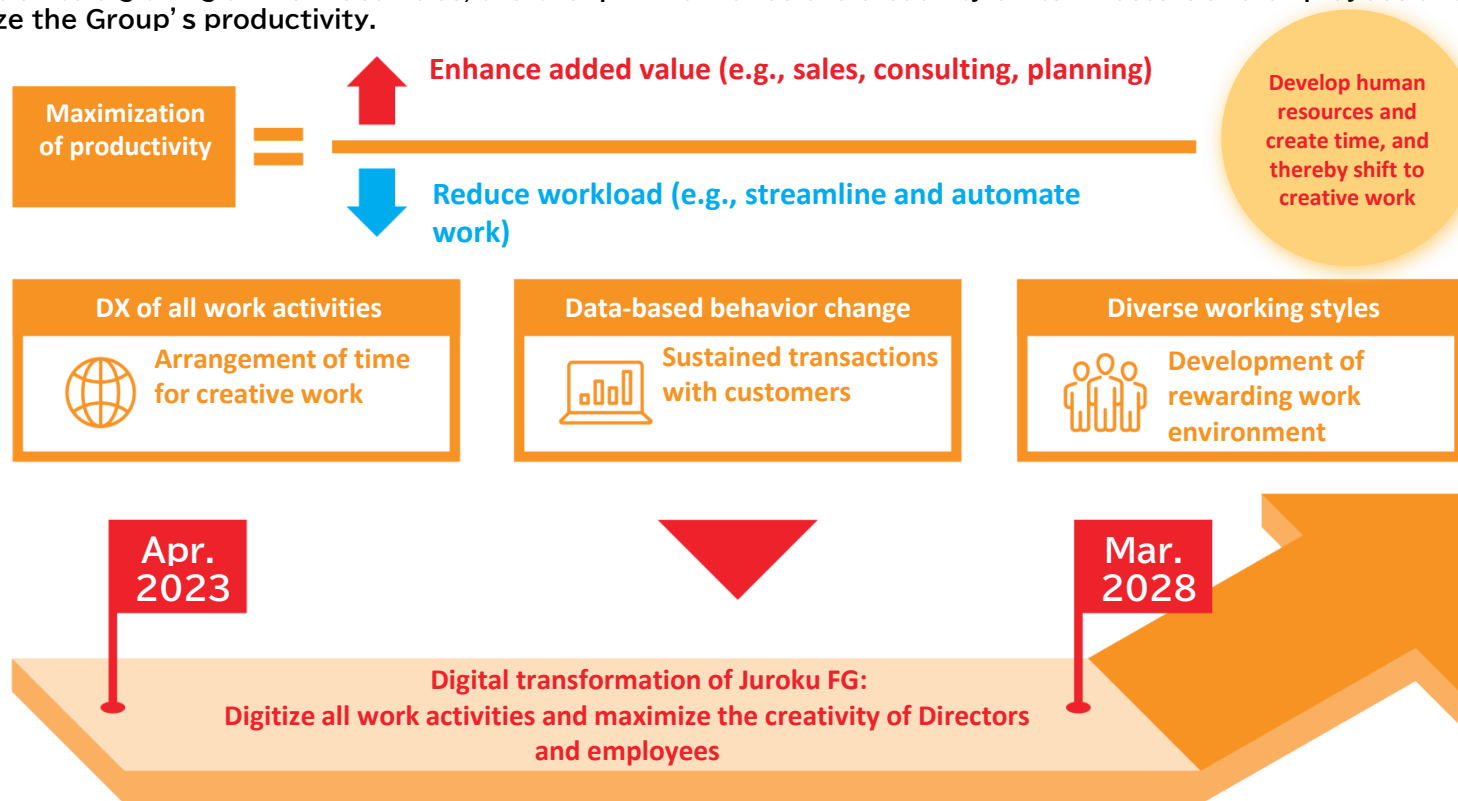 ze the Group's productivity.
Enhance added value (e.g., sales, consulting, planning)
Maximization
of productivity
=
Reduce workload (e.g., streamline and automate
work)
Develop human
resources and
create time, and
thereby shift to
creative work
DX of all work activities
Arrangement of time
for creative work
Data-based behavior change
Sustained transactions
with customers
Diverse working styles
Development of
rewarding work
environment
Apr.
2023
Mar.
2028
Digital transformation of Juroku FG:
Digitize all work activities and maximize the creativity of Directors
and employees